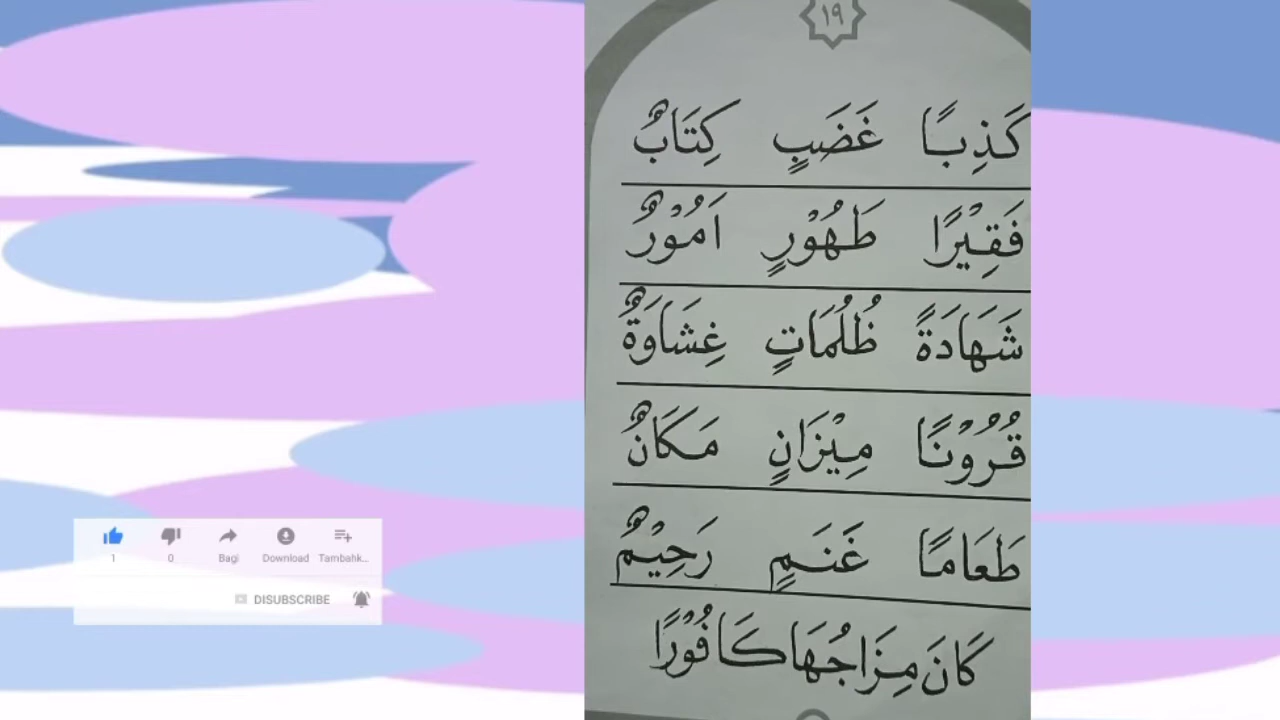 ١٩
كَذِبًا غَضَبٍ كِتَابٌ
فَقِيْرًا طَهُوْرٍ اَمُوْرٌ
شَهَادَةً ظُلُمَاتٍ غِشَاوَةٌ
قُرُوْنًا مِيْزَانٍ مَكَانٌ
طَعَامًا غَنَمٍ رَحِيْمٌ
كَانَ مِزَاجُهَا كَافُوْرًا
1 0 Bagi Download Tambahk...
DISUBSCRIBE